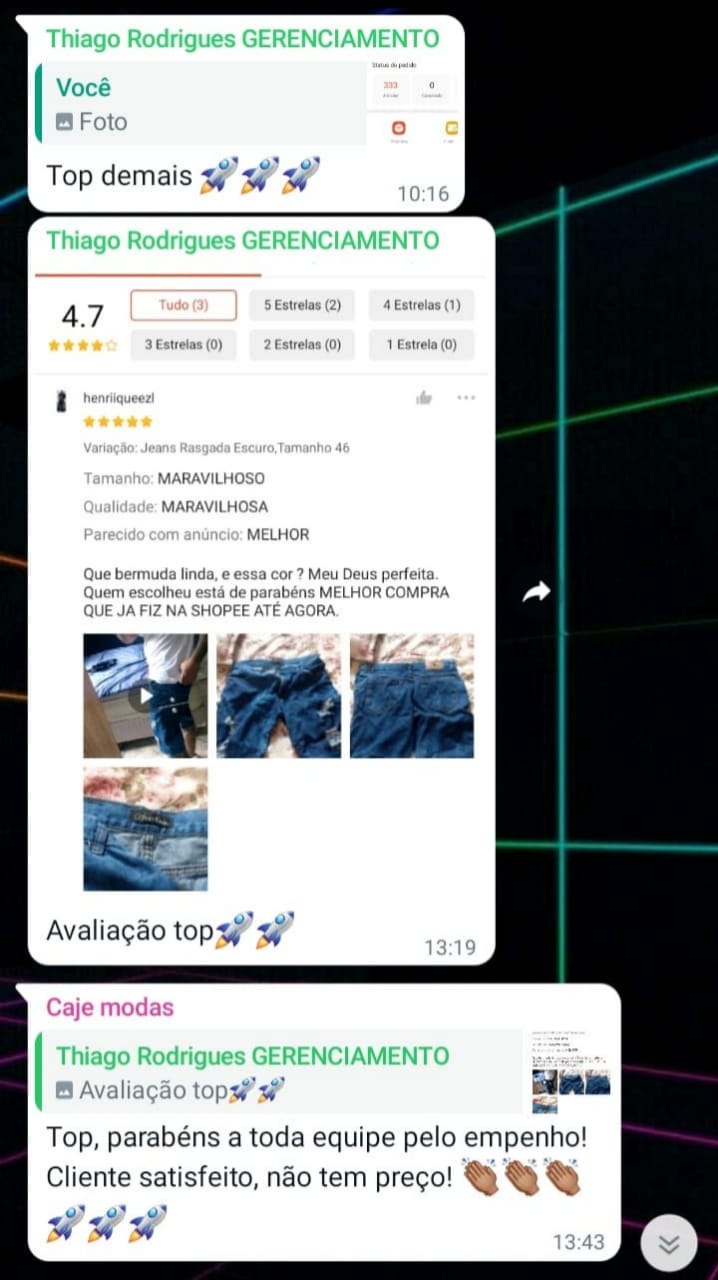 Thiago Rodrigues GERENCIAMENTO
Você
Foto
Status do pedido
333
0
Top demais 🚀🚀🚀
10:16
Thiago Rodrigues GERENCIAMENTO
4.7
Tudo (3)
5 Estrelas (2)
4 Estrelas (1)
3 Estrelas (0)
2 Estrelas (0)
1 Estrela (0)
henriiqueezl
Variação: Jeans Rasgada Escuro,Tamanho 46
Tamanho: MARAVILHOSO
Qualidade: MARAVILHOSA
Parecido com anúncio: MELHOR
Que bermuda linda, e essa cor ? Meu Deus perfeita.
Quem escolheu está de parabéns MELHOR COMPRA
QUE JA FIZ NA SHOPEE ATÉ AGORA.
Avaliação top🚀🚀
13:19
Caje modas
Thiago Rodrigues GERENCIAMENTO
Avaliação top🚀🚀
Top, parabéns a toda equipe pelo empenho!
Cliente satisfeito, não tem preço! 👏🏾👏🏾👏🏾
🚀🚀🚀
13:43